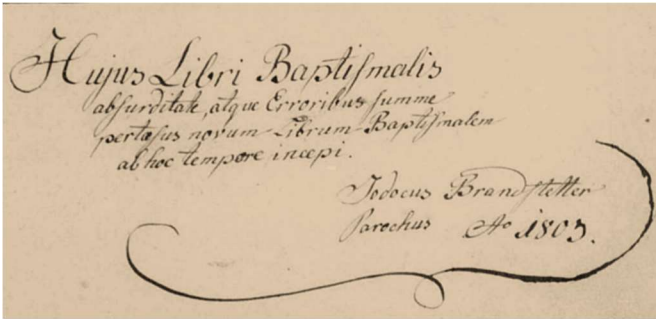 Hujus Libri Baptiſmalis
absurditate, atque Erroribus summe
pertæsus novum Librum Baptiſmalem
ab hoc tempore incepi.
Jodocus Brandſtetter
Parochus Aº 1803.